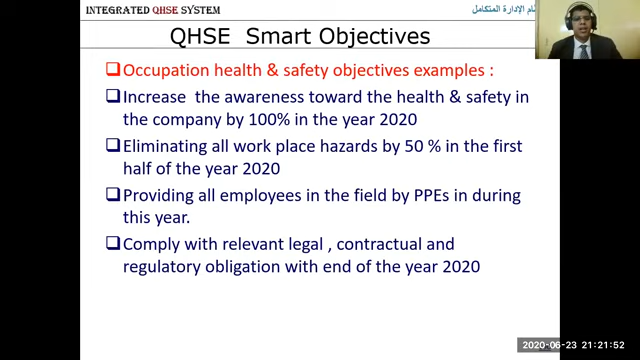 INTEGRATED QHSE SYSTEM
نظام الإدارة المتكامل
QHSE Smart Objectives
Occupation health & safety objectives examples :
Increase the awareness toward the health & safety in
the company by 100% in the year 2020
Eliminating all work place hazards by 50 % in the first
half of the year 2020
Providing all employees in the field by PPEs in during
this year.
Comply with relevant legal , contractual and
regulatory obligation with end of the year 2020
2020-06-23 21:21:52